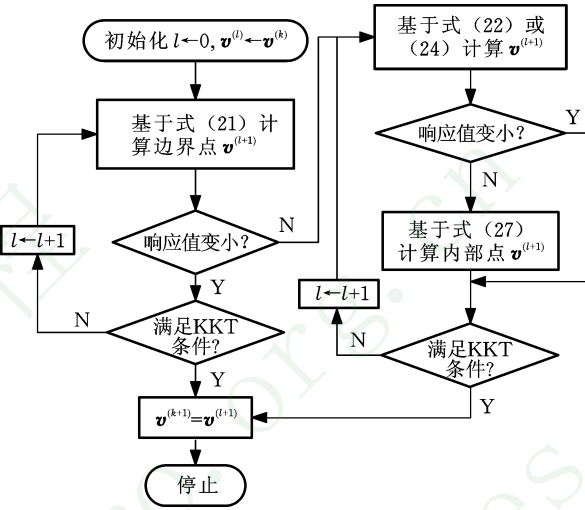 初始化 l←0, v^(l)←v^(k)
基于式（21）计
算边界点 v^(l+1)
响应值变小?
N
Y
l←l+1
N
满足KKT
条件?
Y
v^(k+1)=v^(l+1)
停止
基于式（22）或
（24）计算 v^(l+1)
响应值变小?
Y
N
基于式（27）
计算内部点 v^(l+1)
l←l+1
N
满足KKT
条件?
Y